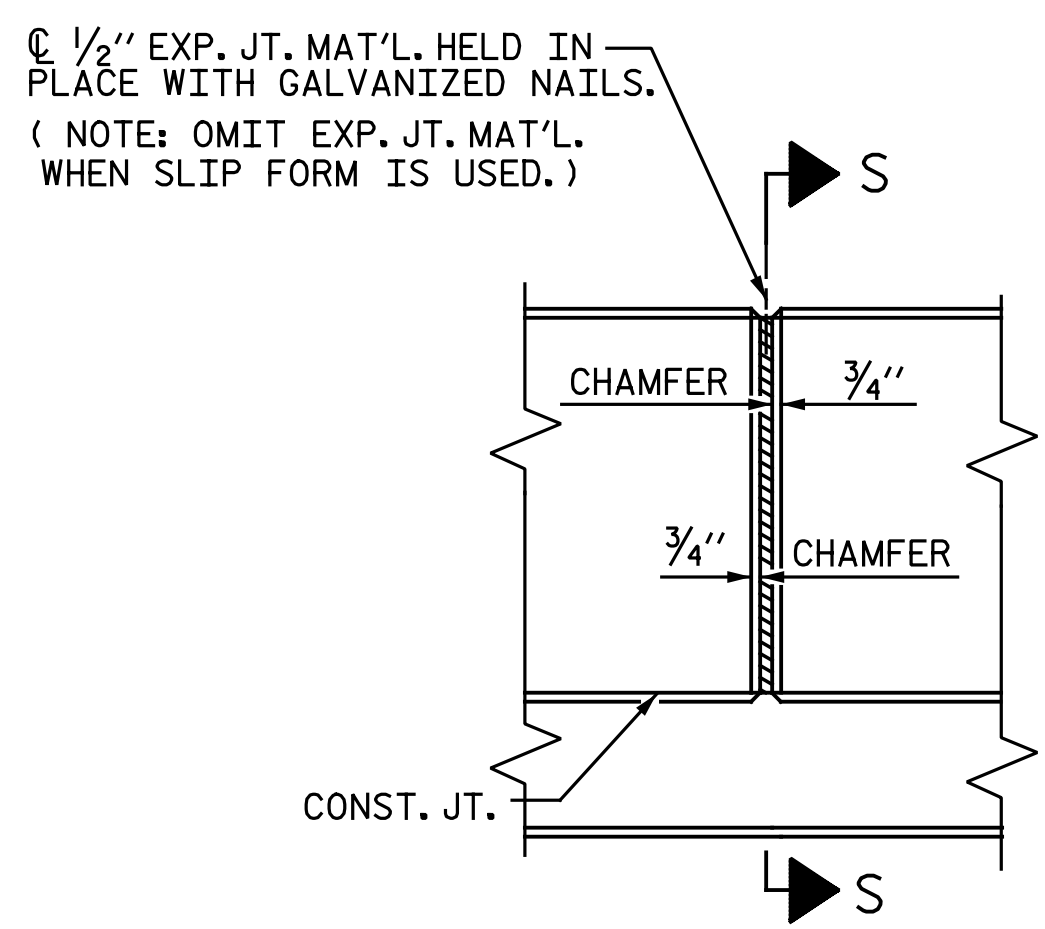 ℄ 1/2" EXP. JT. MAT'L. HELD IN
PLACE WITH GALVANIZED NAILS.
( NOTE: OMIT EXP. JT. MAT'L.
WHEN SLIP FORM IS USED. )
S
CHAMFER 3/4"
3/4" CHAMFER
CONST. JT.
S